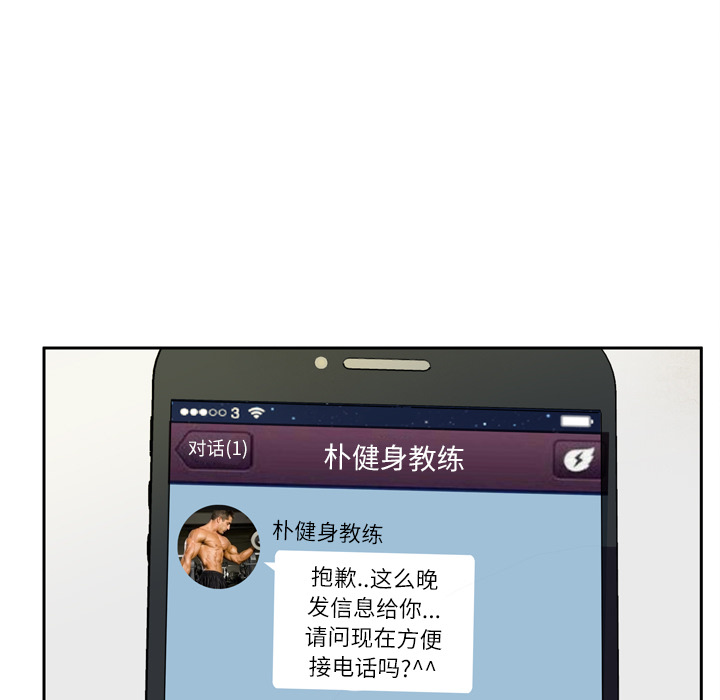 3
对话(1)
朴健身教练
朴健身教练
抱歉..这么晚
发信息给你...
请问现在方便
接电话吗?^^